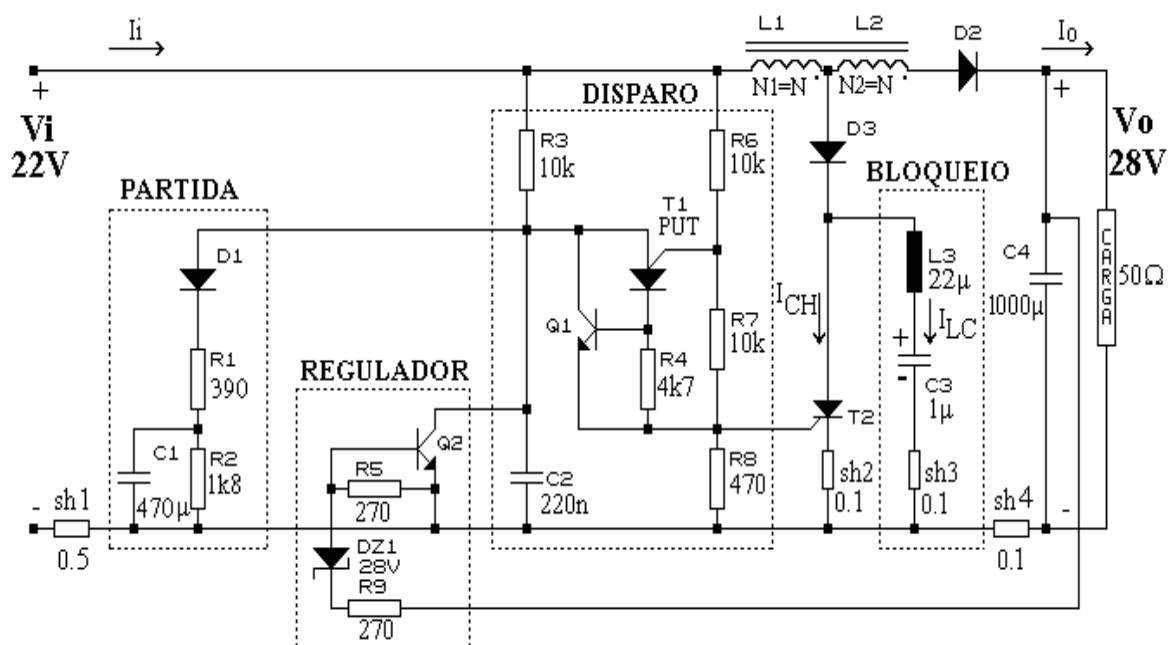 Ii
L1
L2
D2
Io
N1=N
N2=N
+
Vi
22V
DISPARO
R3
10k
R6
10k
D3
+
Vo
28V
PARTIDA
T1
PUT
BLOQUEIO
D1
L3
22µ
C4
1000µ
CARGA
50Ω
Q1
R7
10k
ICH
ILC
R1
390
REGULADOR
R4
4k7
+
-
C3
1µ
T2
C1
470µ
R2
1k8
Q2
R5
270
C2
220n
R8
470
sh2
0.1
sh3
0.1
sh4
0.1
-
sh1
0.5
-
DZ1
28V
R9
270